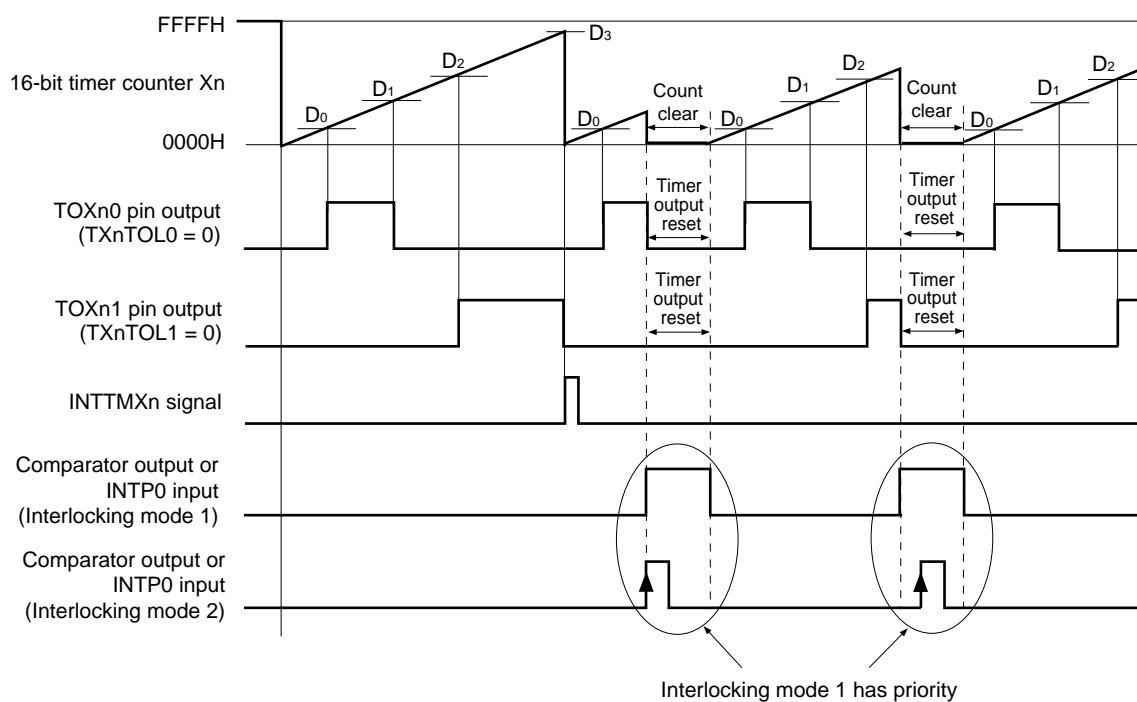 FFFFH
D3
D2
D2
D2
16-bit timer counter Xn
D1
Count
clear
D1
Count
clear
D1
D0
D0
D0
D0
0000H
TOXn0 pin output
(TXnTOL0 = 0)
Timer
output
reset
Timer
output
reset
TOXn1 pin output
(TXnTOL1 = 0)
Timer
output
reset
Timer
output
reset
INTTMXn signal
Comparator output or
INTP0 input
(Interlocking mode 1)
Comparator output or
INTP0 input
(Interlocking mode 2)
Interlocking mode 1 has priority